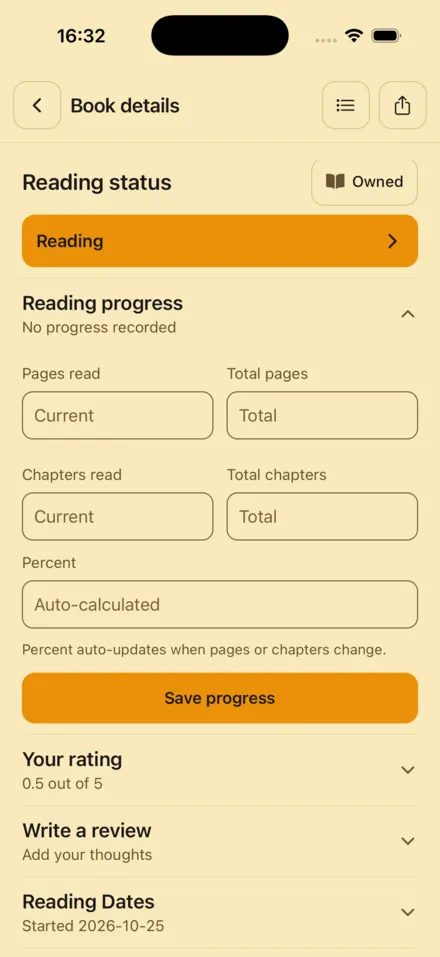 16:32
Book details
Reading status
Owned
Reading
Reading progress
No progress recorded
Pages read
Total pages
Current
Total
Chapters read
Total chapters
Current
Total
Percent
Auto-calculated
Percent auto-updates when pages or chapters change.
Save progress
Your rating
0.5 out of 5
Write a review
Add your thoughts
Reading Dates
Started 2026-10-25